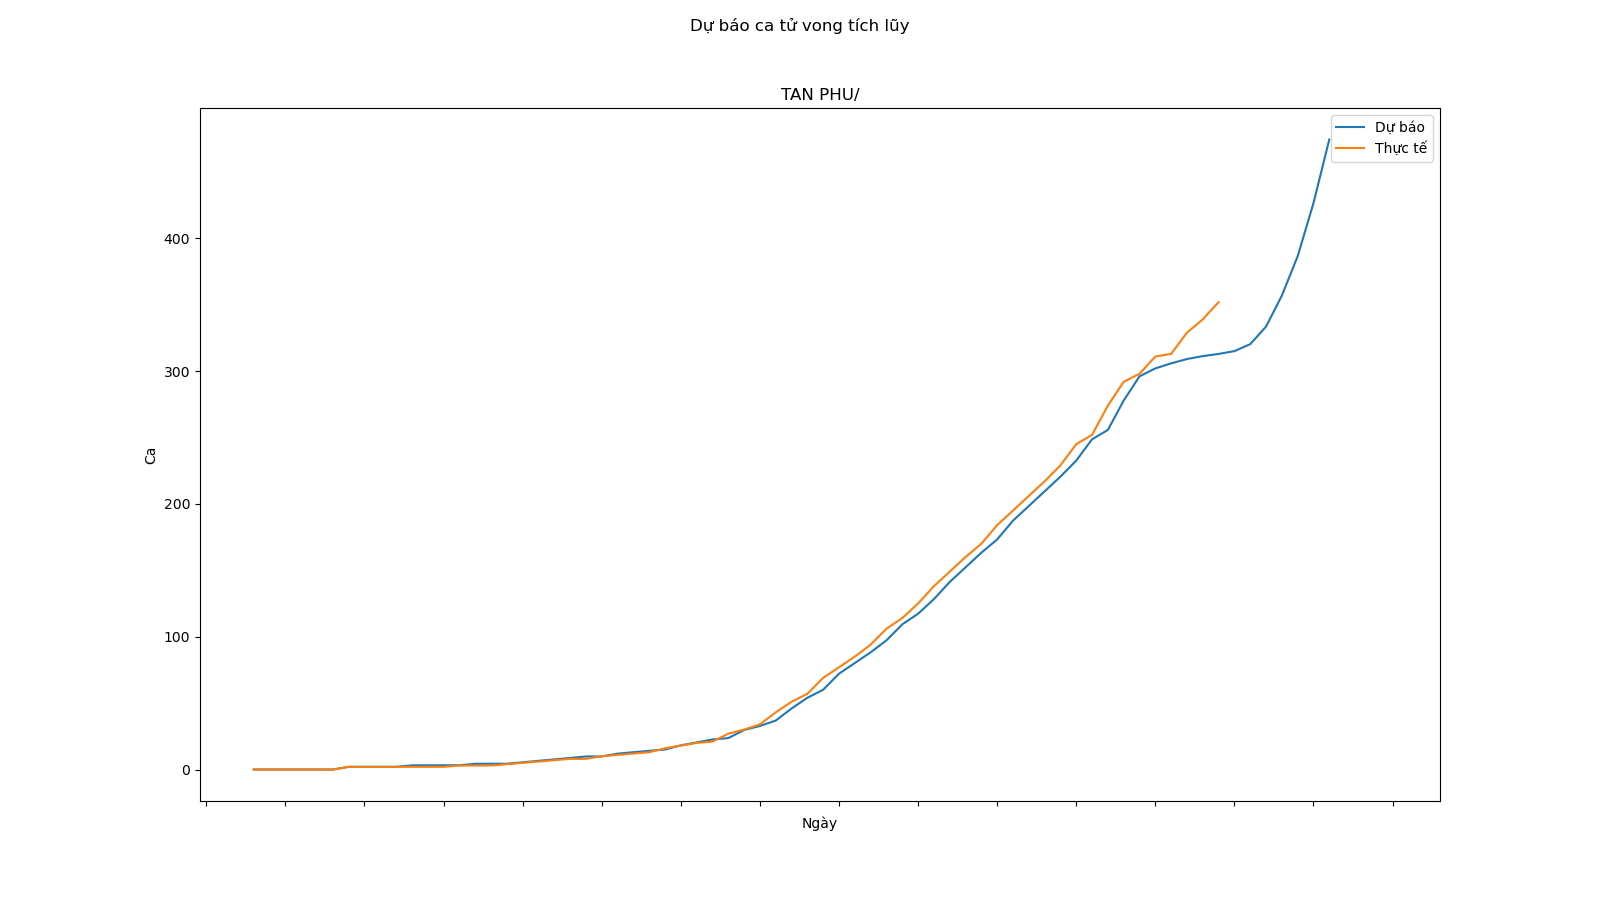 Dự báo ca tử vong tích lũy
TAN PHU/
Dự báo
Thực tế
400
300
200
100
0
Ca
Ngày